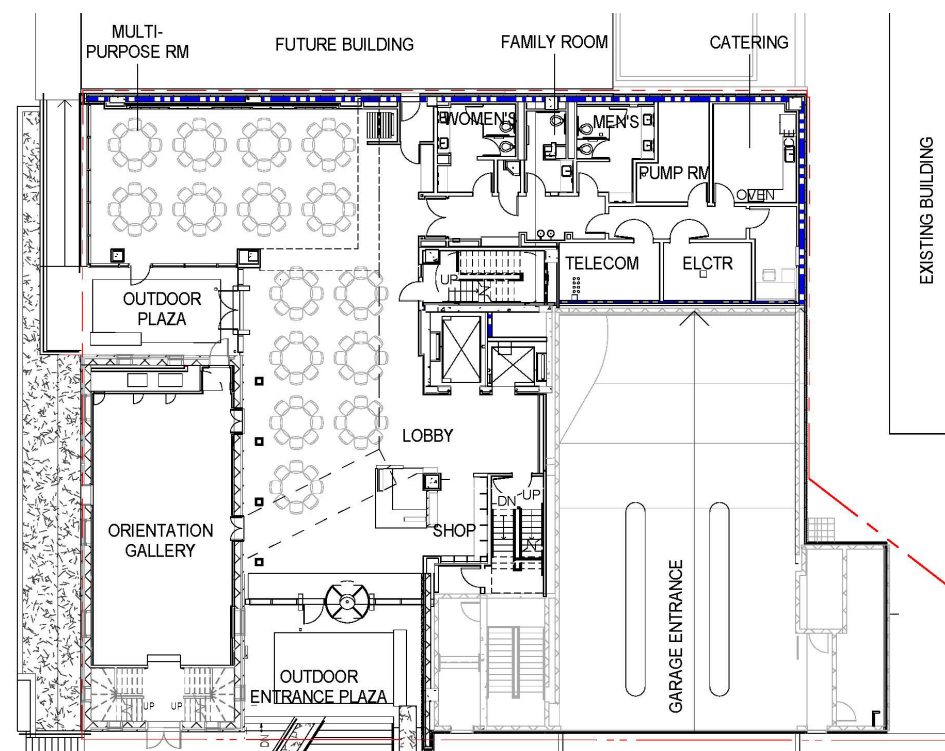 MULTI-
PURPOSE RM
FUTURE BUILDING
FAMILY ROOM
CATERING
WOMEN'S
MEN'S
PUMP RM
OVEN
EXISTING BUILDING
TELECOM
ELCTR
UP
OUTDOOR
PLAZA
LOBBY
ORIENTATION
GALLERY
SHOP
DN
UP
DN
GARAGE ENTRANCE
OUTDOOR
ENTRANCE PLAZA
UP
UP
DN